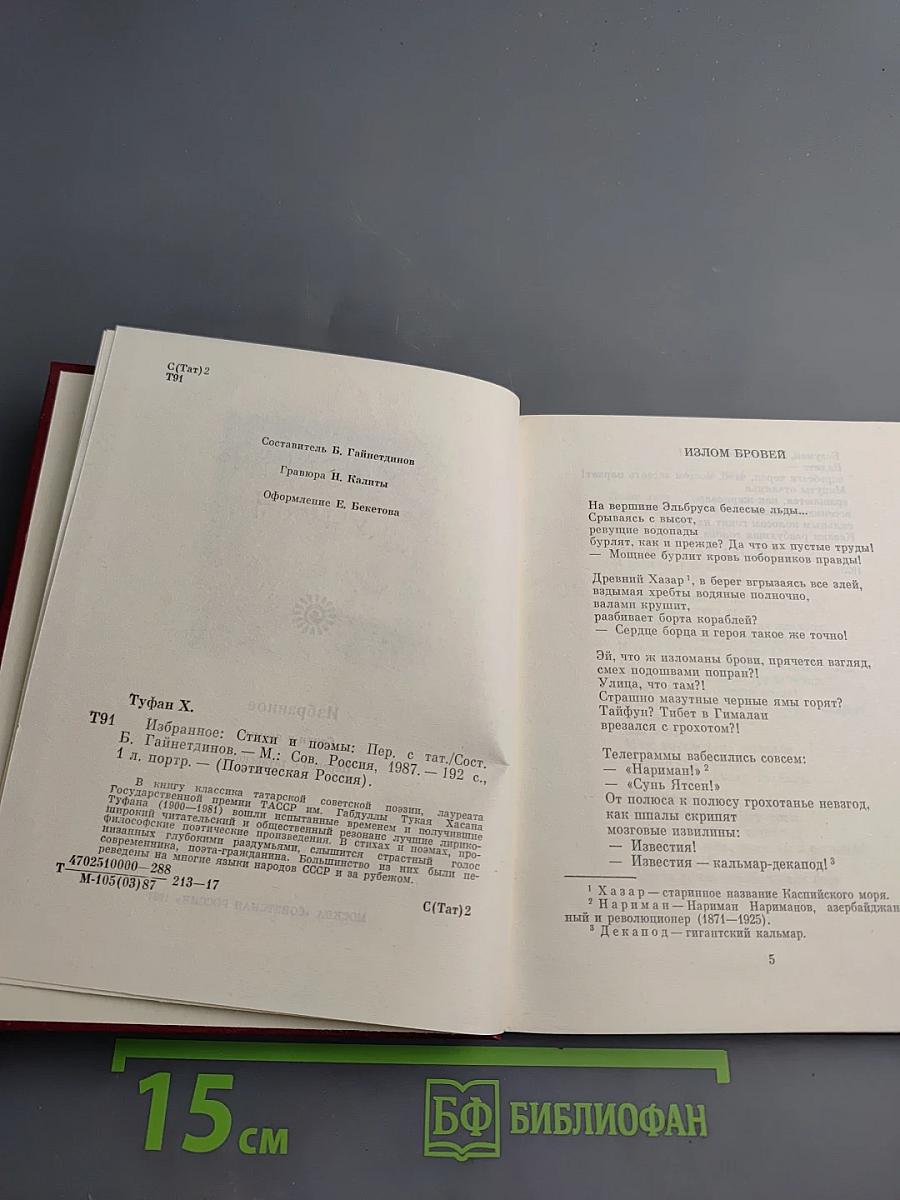 С(Тат)2
Т91
Составитель Б. Гайнетдинов
Гравюра Н. Калиты
Оформление Е. Бекетова
Туфан Х.
Т91 Избранное: Стихи и поэмы: Пер. с тат./Сост.
Б. Гайнетдинов. — М.: Сов. Россия, 1987. — 192 с.,
1 л. портр. — (Поэтическая Россия).
В книгу классика татарской советской поэзии, лауреата
Государственной премии ТАССР им. Габдуллы Тукая Хасана
Туфана (1900—1981) вошли испытанные временем и получившие
широкий читательский и общественный резонанс лучшие лирико-
философские поэтические произведения. В стихах и поэмах, про-
низанных глубокими раздумьями, слышится страстный голос
современника, поэта-гражданина. Большинство из них были пе-
реведены на многие языки народов СССР и за рубежом.
Т 4702510000—288
М-105(03)87 213—17
С(Тат)2
ИЗЛОМ БРОВЕЙ
На вершине Эльбруса белесые льды...
Срываясь с высот,
ревущие водопады
бурлят, как и прежде? Да что их пустые труды!
— Мощнее бурлит кровь поборников правды!
Древний Хазар 1, в берег вгрызаясь все злей,
вздымая хребты водяные полночно,
валами крушит,
разбивает борта кораблей?
— Сердце борца и героя такое же точно!
Эй, что ж изломаны брови, прячется взгляд,
смех подошвами попран?!
Улица, что там?!
Страшно мазутные черные ямы горят?
Тайфун? Тибет в Гималаи
врезался с грохотом?!
Телеграммы взбесились совсем:
— «Нариман!» 2
— «Сунь Ятсен!»
От полюса к полюсу грохотанье невзгод,
как шпалы скрипят
мозговые извилины:
— Известия!
— Известия — кальмар-декапод! 3
1 Хазар — старинное название Каспийского моря.
2 Нариман — Нариман Нариманов, азербайджан
ный и революционер (1871—1925).
3 Декапод — гигантский кальмар.
5
15 см
БФ БИБЛИОФАН